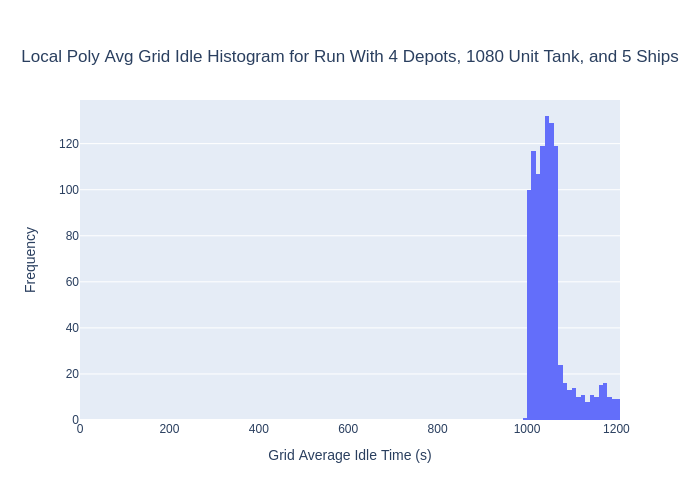 Local Poly Avg Grid Idle Histogram for Run With 4 Depots, 1080 Unit Tank, and 5 Ships
120
100
80
60
40
20
0
Frequency
0 200 400 600 800 1000 1200
Grid Average Idle Time (s)